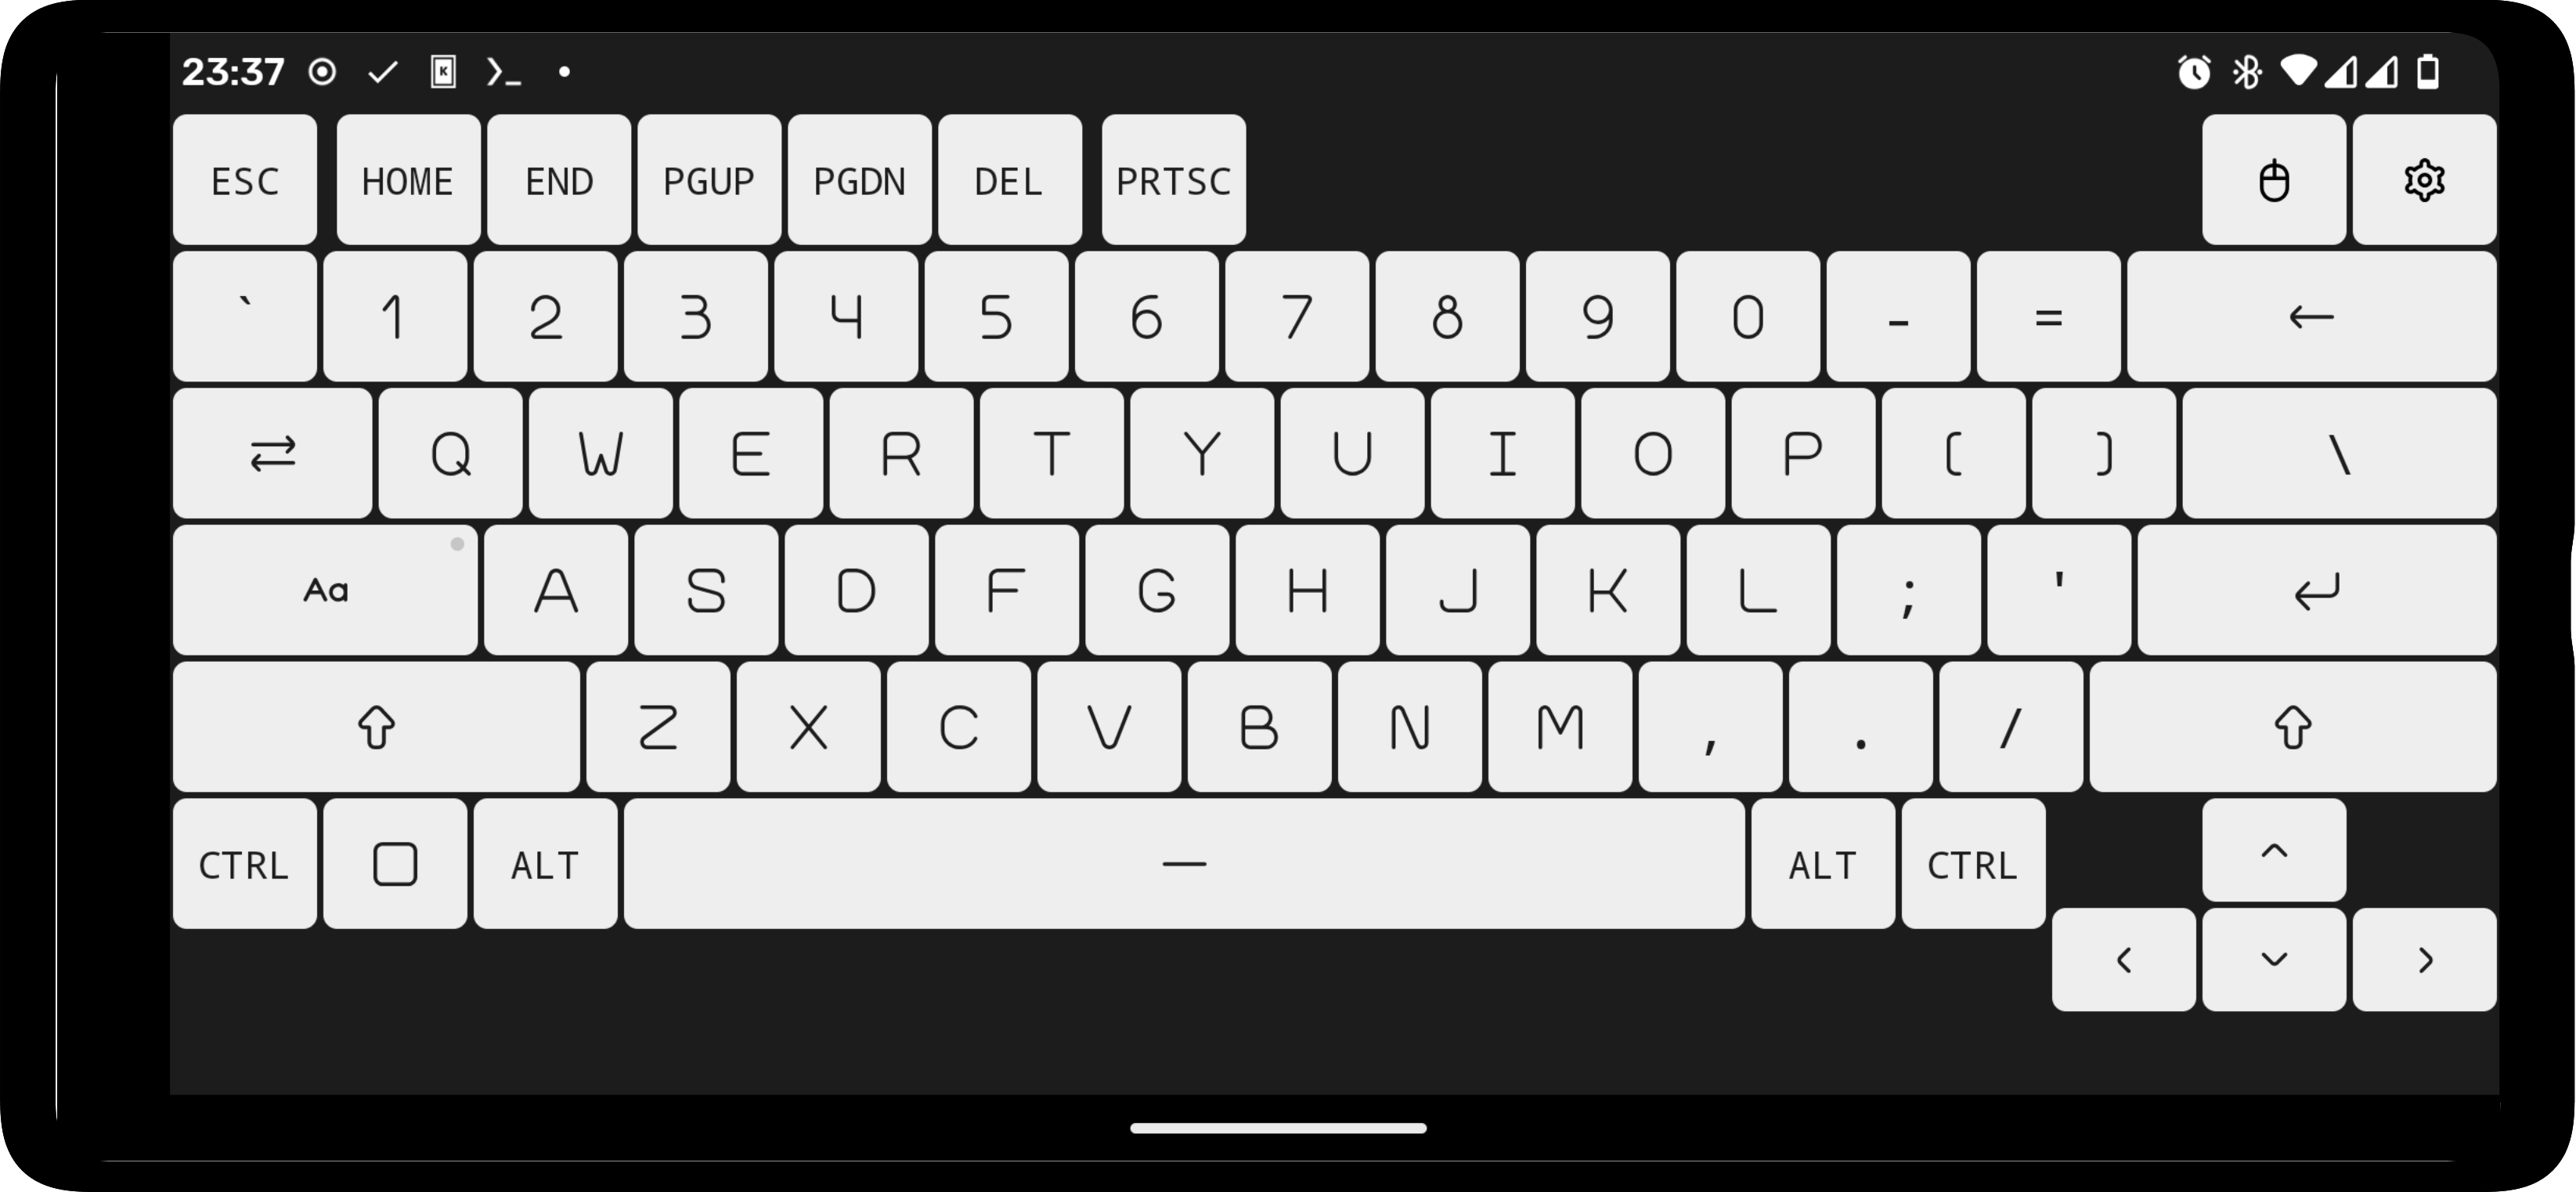 23:37 K
ESC HOME END PGUP PGDN DEL PRTSC
` 1 2 3 4 5 6 7 8 9 0 - = ←
⇄ Q W E R T Y U I O P [ ] \
Aa A S D F G H J K L ; ' ↵
⇧ Z X C V B N M , . / ⇧
CTRL ALT — ALT CTRL ^
< ⌄ >